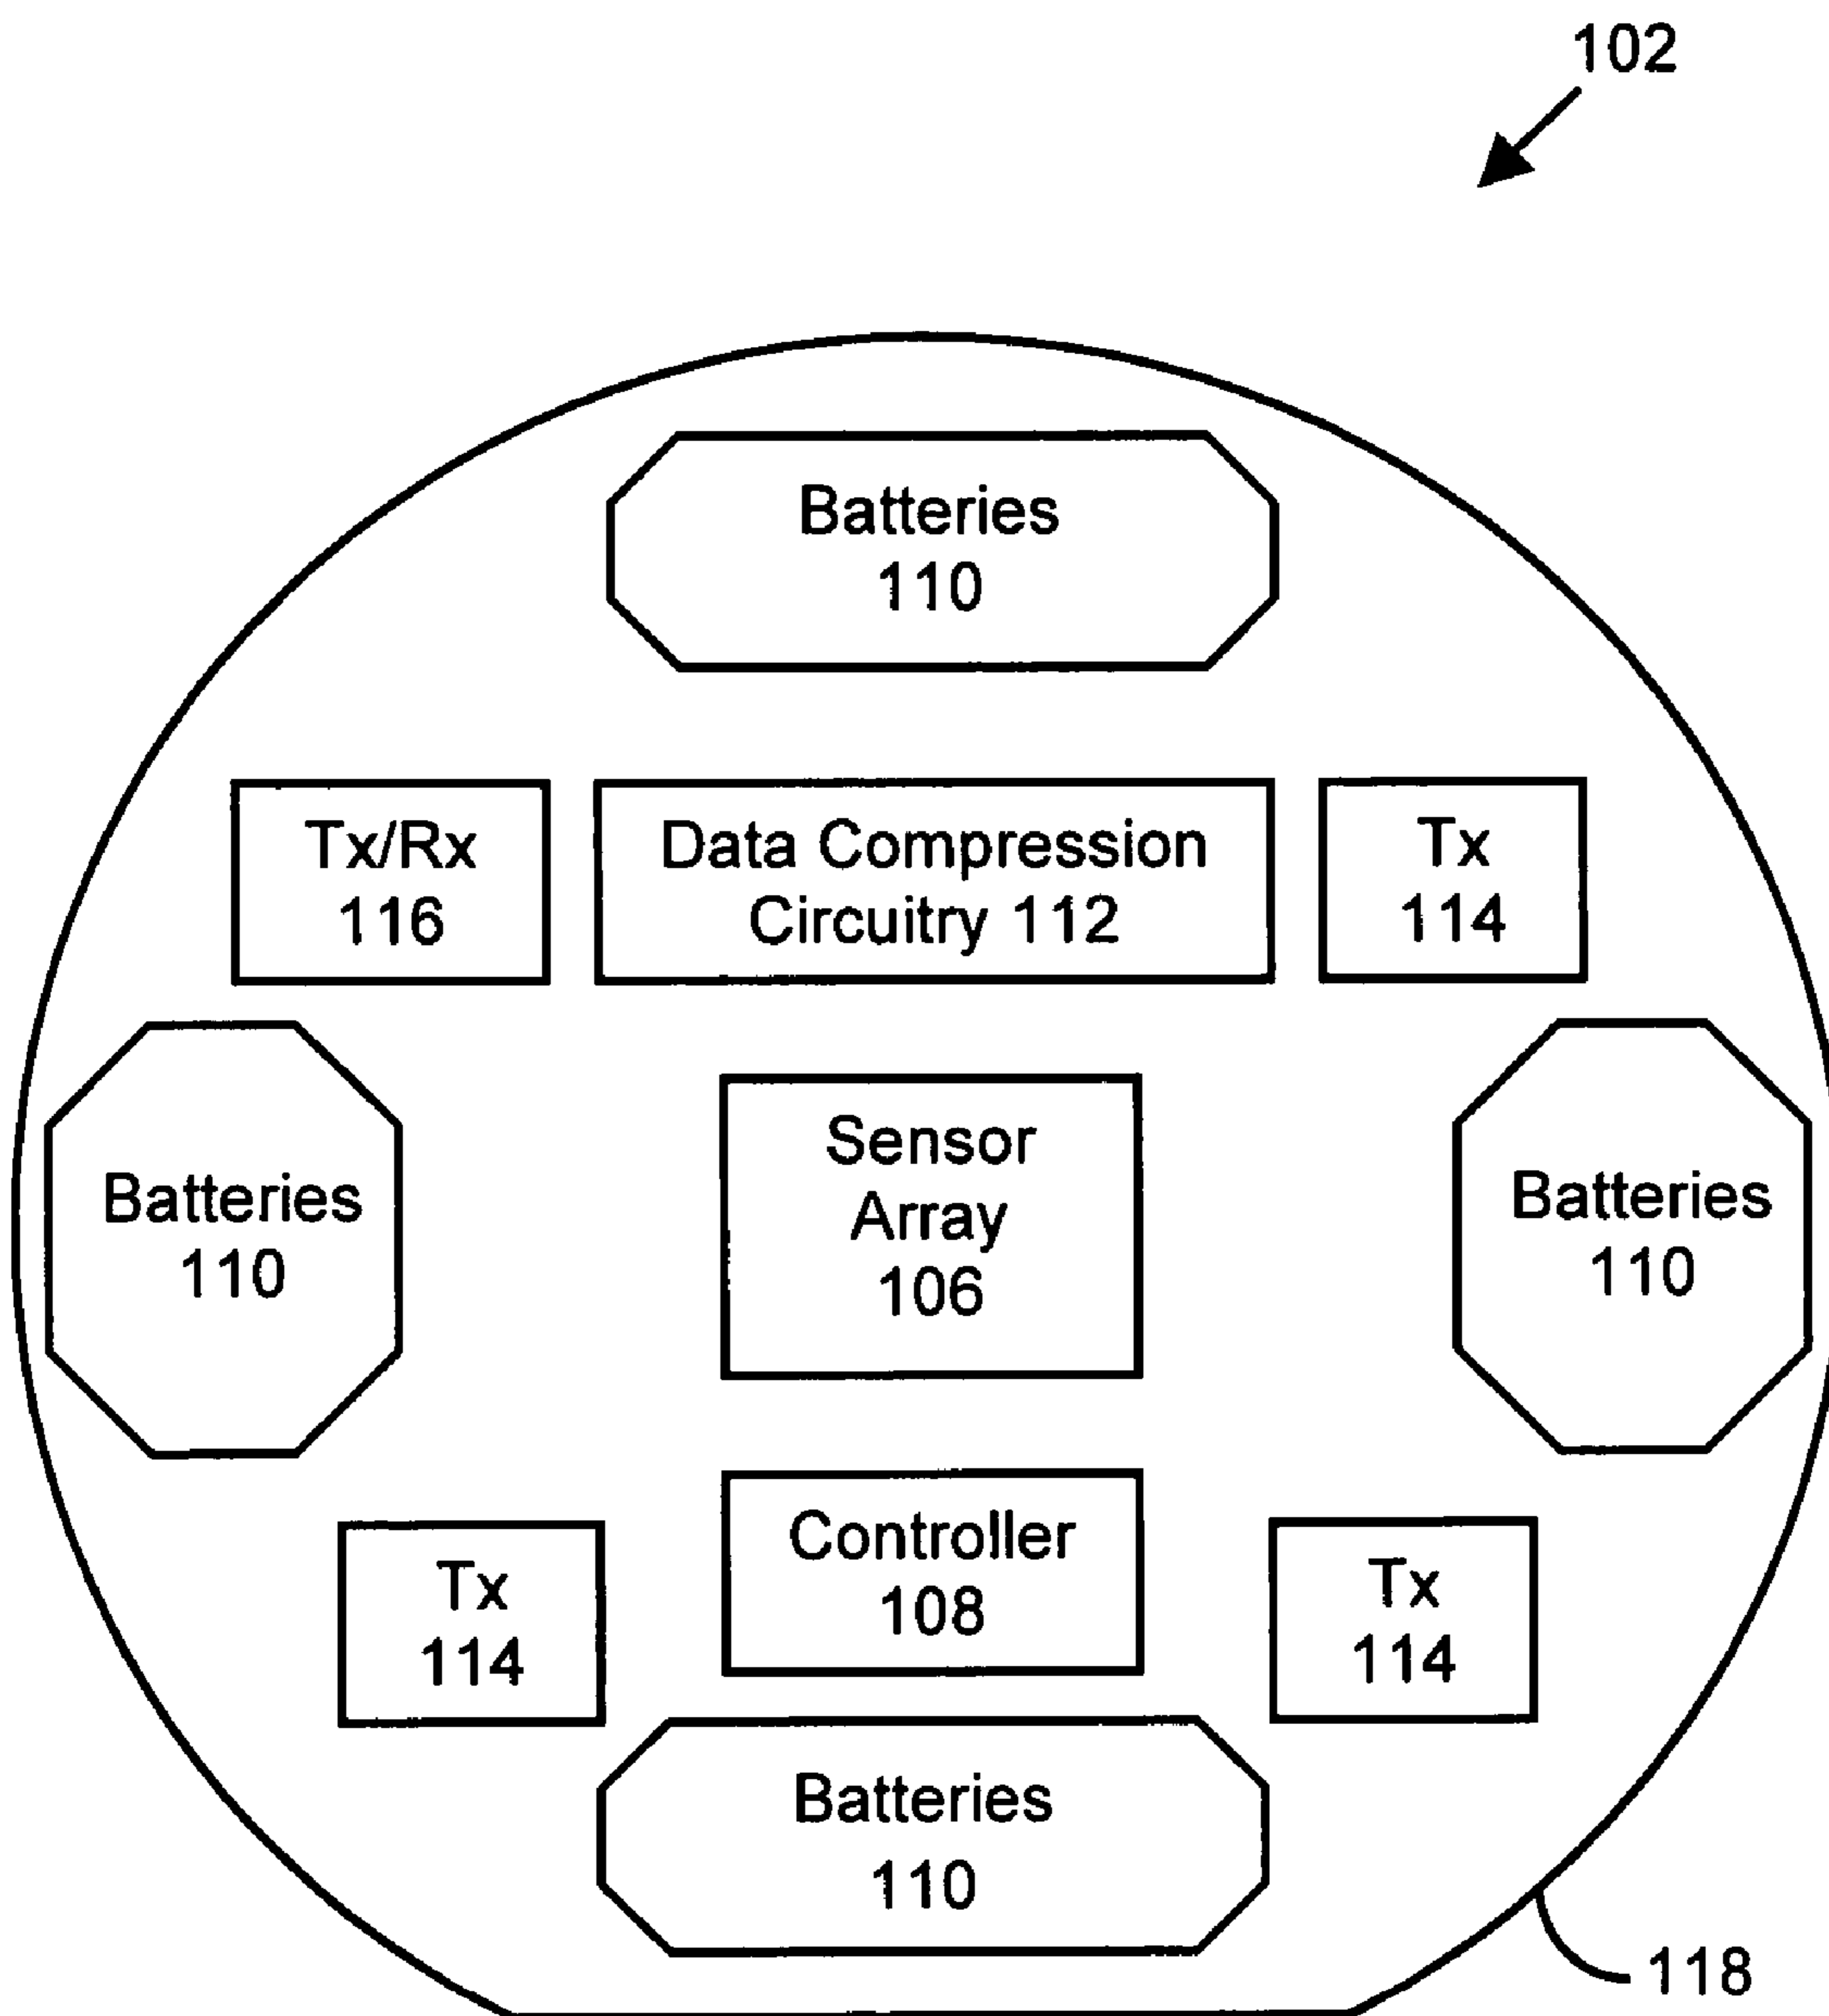 102
Batteries
110
Tx/Rx
116
Data Compression
Circuitry 112
Tx
114
Batteries
110
Sensor
Array
106
Batteries
110
Tx
114
Controller
108
Tx
114
Batteries
110
118